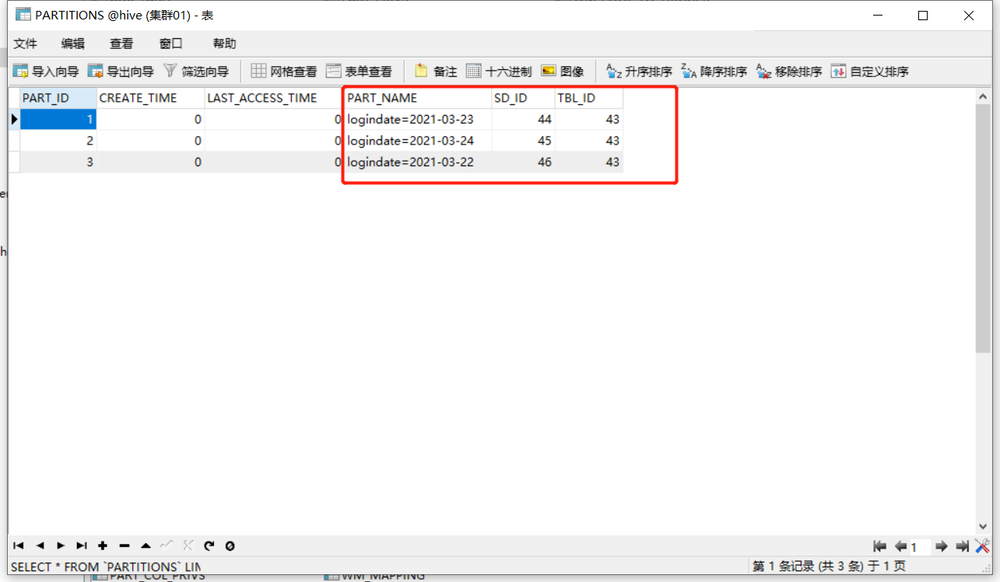 PARTITIONS @hive (集群01) - 表
文件 编辑 查看 窗口 帮助
导入向导 导出向导 筛选向导 网格查看 表单查看 备注 十六进制 图像 升序排序 降序排序 移除排序 自定义排序
PART_ID CREATE_TIME LAST_ACCESS_TIME PART_NAME SD_ID TBL_ID
1 0 0 logindate=2021-03-23 44 43
2 0 0 logindate=2021-03-24 45 43
3 0 0 logindate=2021-03-22 46 43
1
SELECT * FROM `PARTITIONS` LIM
第 1 条记录 (共 3 条) 于 1 页
PART_COL_PRIVS WM_MAPPING